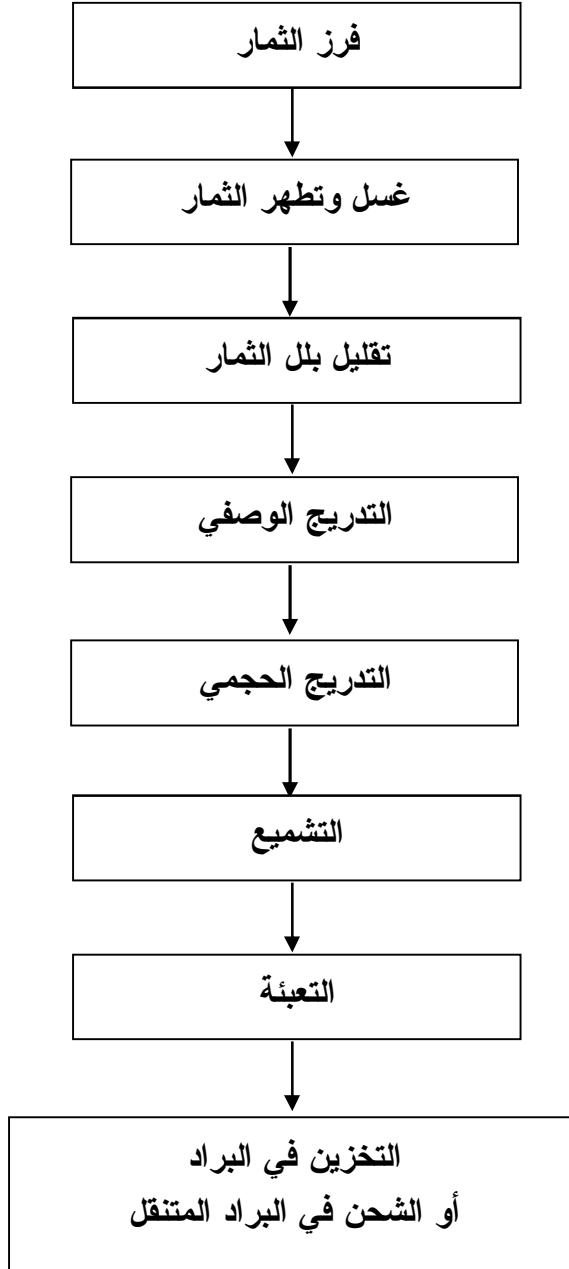 فرز الثمار
غسل وتطهر الثمار
تقليل بلل الثمار
التدريج الوصفي
التدريج الحجمي
التشميع
التعبئة
التخزين في البراد
أو الشحن في البراد المتنقل